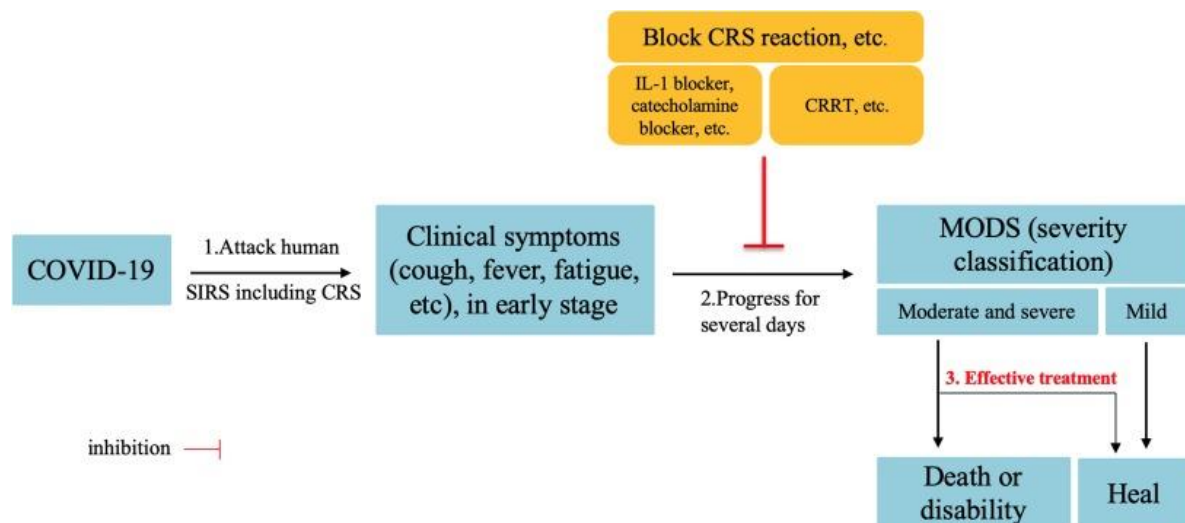 Block CRS reaction, etc.
IL-1 blocker,
catecholamine
blocker, etc.
CRRT, etc.
COVID-19
1.Attack human
SIRS including CRS
Clinical symptoms
(cough, fever, fatigue,
etc), in early stage
2.Progress for
several days
MODS (severity
classification)
Moderate and severe
Mild
3. Effective treatment
inhibition
Death or
disability
Heal